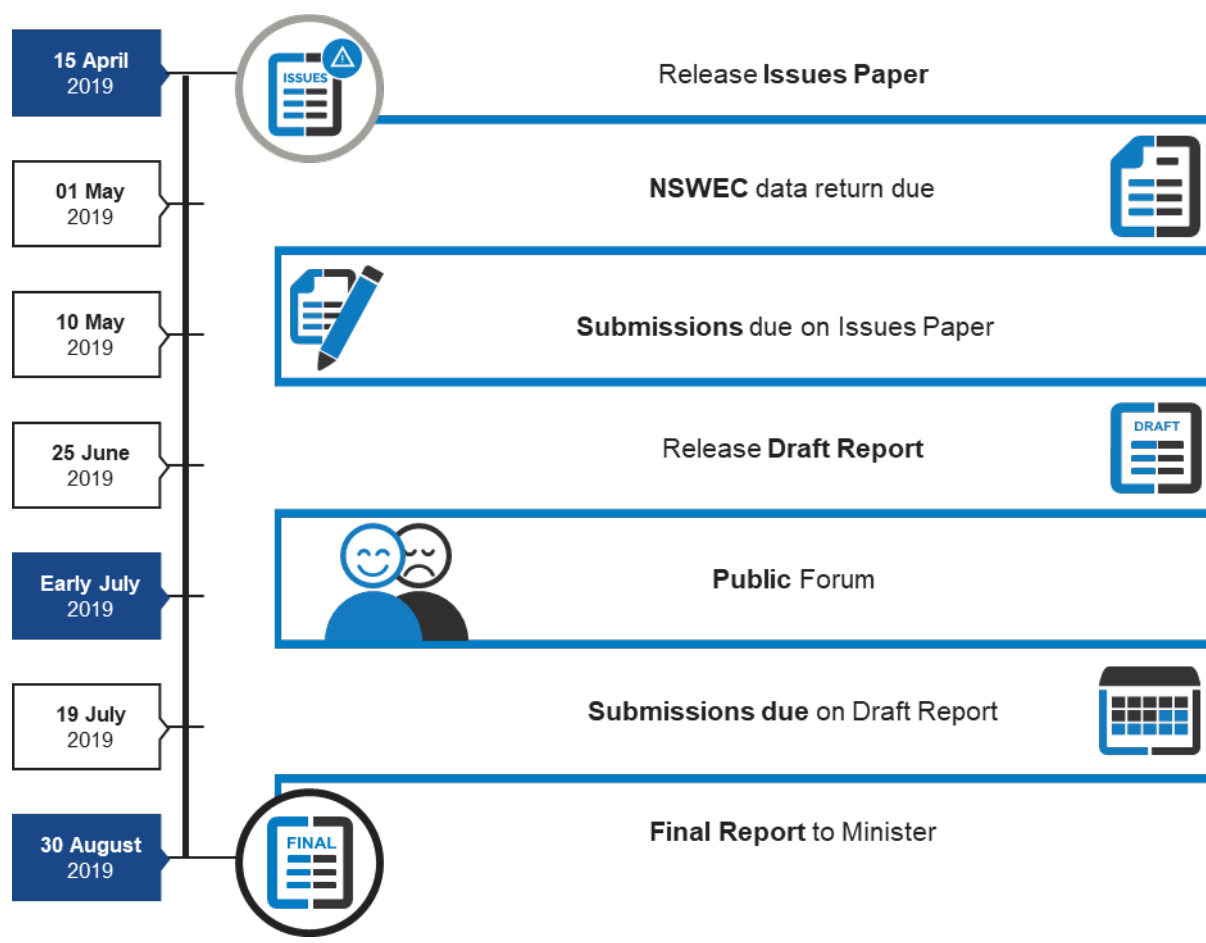 15 April
2019
ISSUES
Release Issues Paper
01 May
2019
NSWEC data return due
10 May
2019
Submissions due on Issues Paper
25 June
2019
Release Draft Report
DRAFT
Early July
2019
Public Forum
19 July
2019
Submissions due on Draft Report
30 August
2019
FINAL
Final Report to Minister